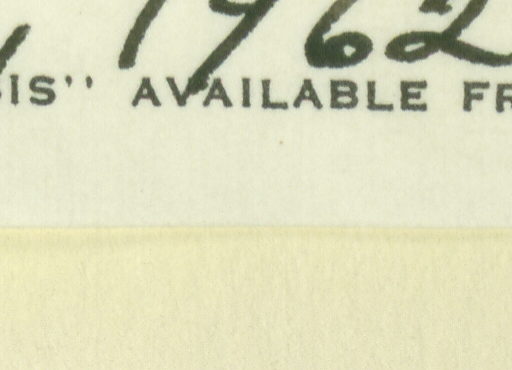 , 1962
IS'' AVAILABLE FR